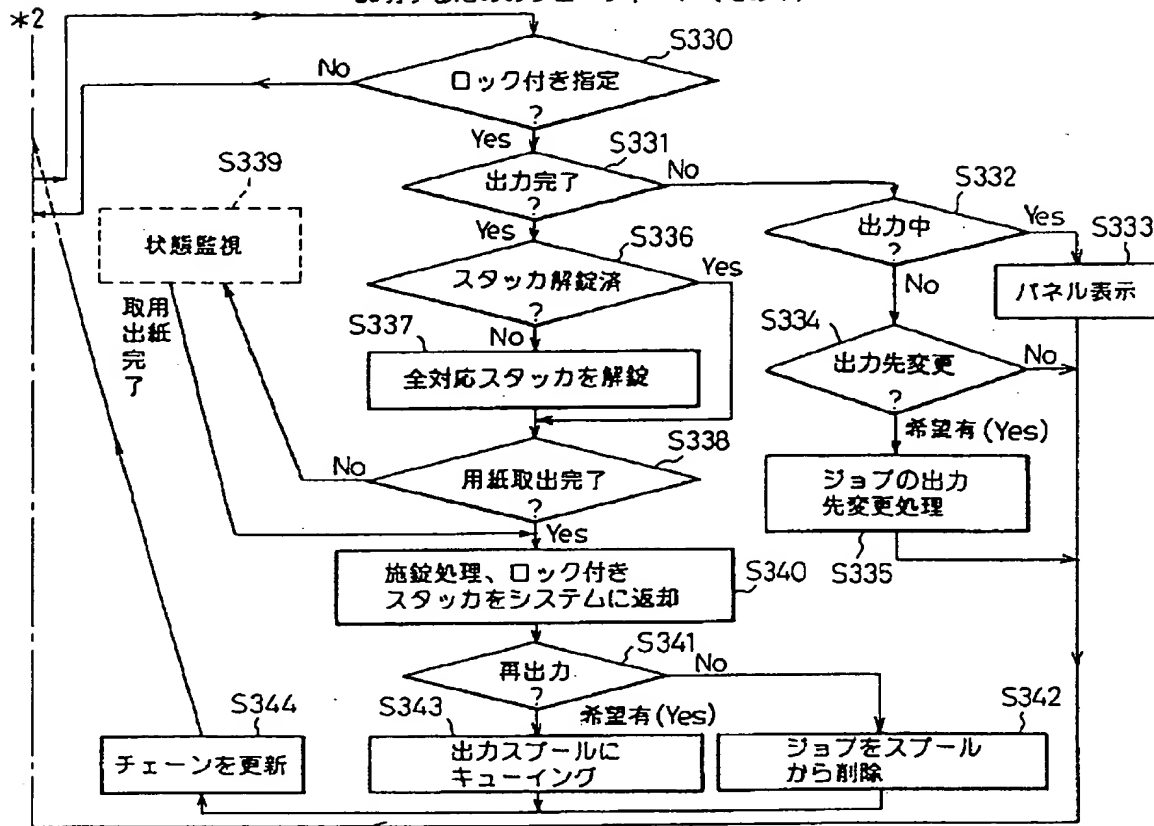 *2
S330
No
ロック付き指定
?
Yes
S331
No
出力完了
?
S339
状態監視
S332
Yes
出力中
?
S333
パネル表示
Yes
S336
Yes
スタッカ解錠済
?
No
取用
出紙
完
了
S337
No
全対応スタッカを解錠
S334
No
出力先変更
?
希望有(Yes)
S338
No
用紙取出完了
?
Yes
ジョブの出力
先変更処理
S335
施錠処理、ロック付き
スタッカをシステムに返却
S340
S341
No
再出力
?
希望有(Yes)
S344
チェーンを更新
S343
出力スプールに
キューイング
S342
ジョブをスプール
から削除